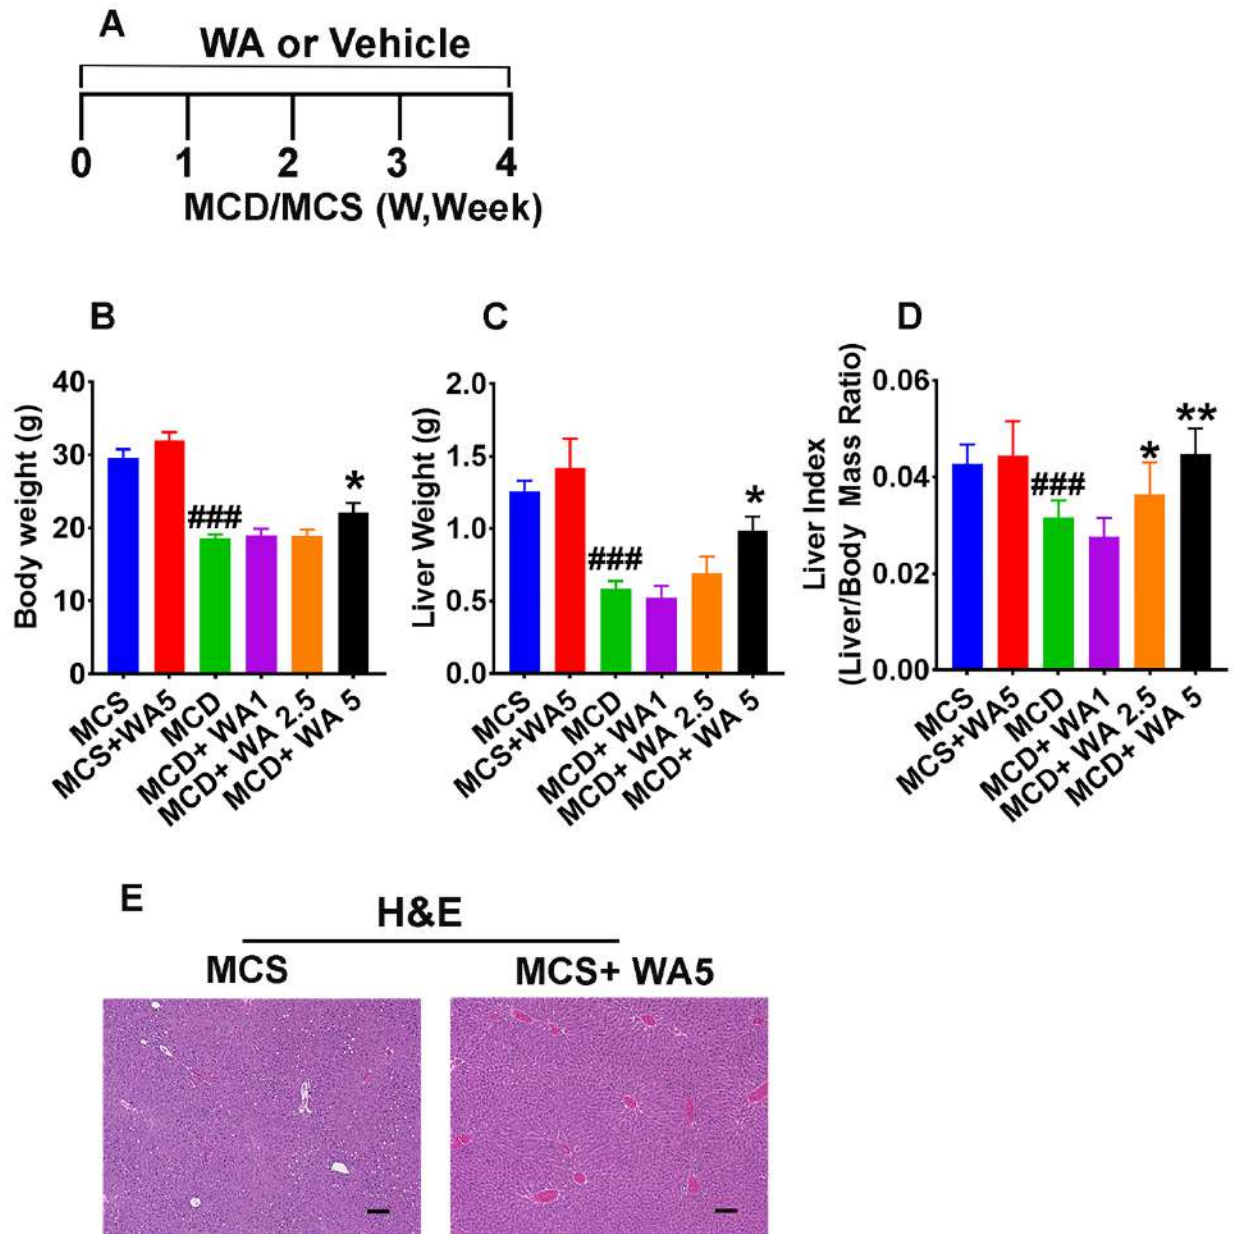 A
WA or Vehicle
0 1 2 3 4
MCD/MCS (W,Week)
B
Body weight (g)
40
30
20
10
0
###
*
MCS
MCS+WA5
MCD
MCD+ WA1
MCD+ WA 2.5
MCD+ WA 5
C
Liver Weight (g)
2.0
1.5
1.0
0.5
0.0
###
*
MCS
MCS+WA5
MCD
MCD+ WA1
MCD+ WA 2.5
MCD+ WA 5
D
Liver Index
(Liver/Body Mass Ratio)
0.06
0.04
0.02
0.00
###
*
**
MCS
MCS+WA5
MCD
MCD+ WA1
MCD+ WA 2.5
MCD+ WA 5
E
H&E
MCS MCS+ WA5